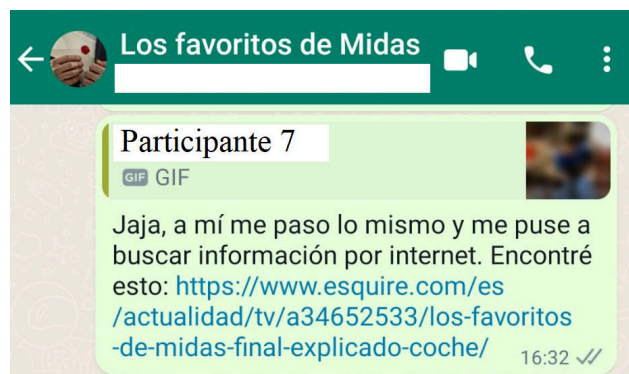 Los favoritos de Midas
Participante 7
GIF GIF
Jaja, a mí me paso lo mismo y me puse a
buscar información por internet. Encontré
esto: https://www.esquire.com/es
/actualidad/tv/a34652533/los-favoritos
-de-midas-final-explicado-coche/
16:32